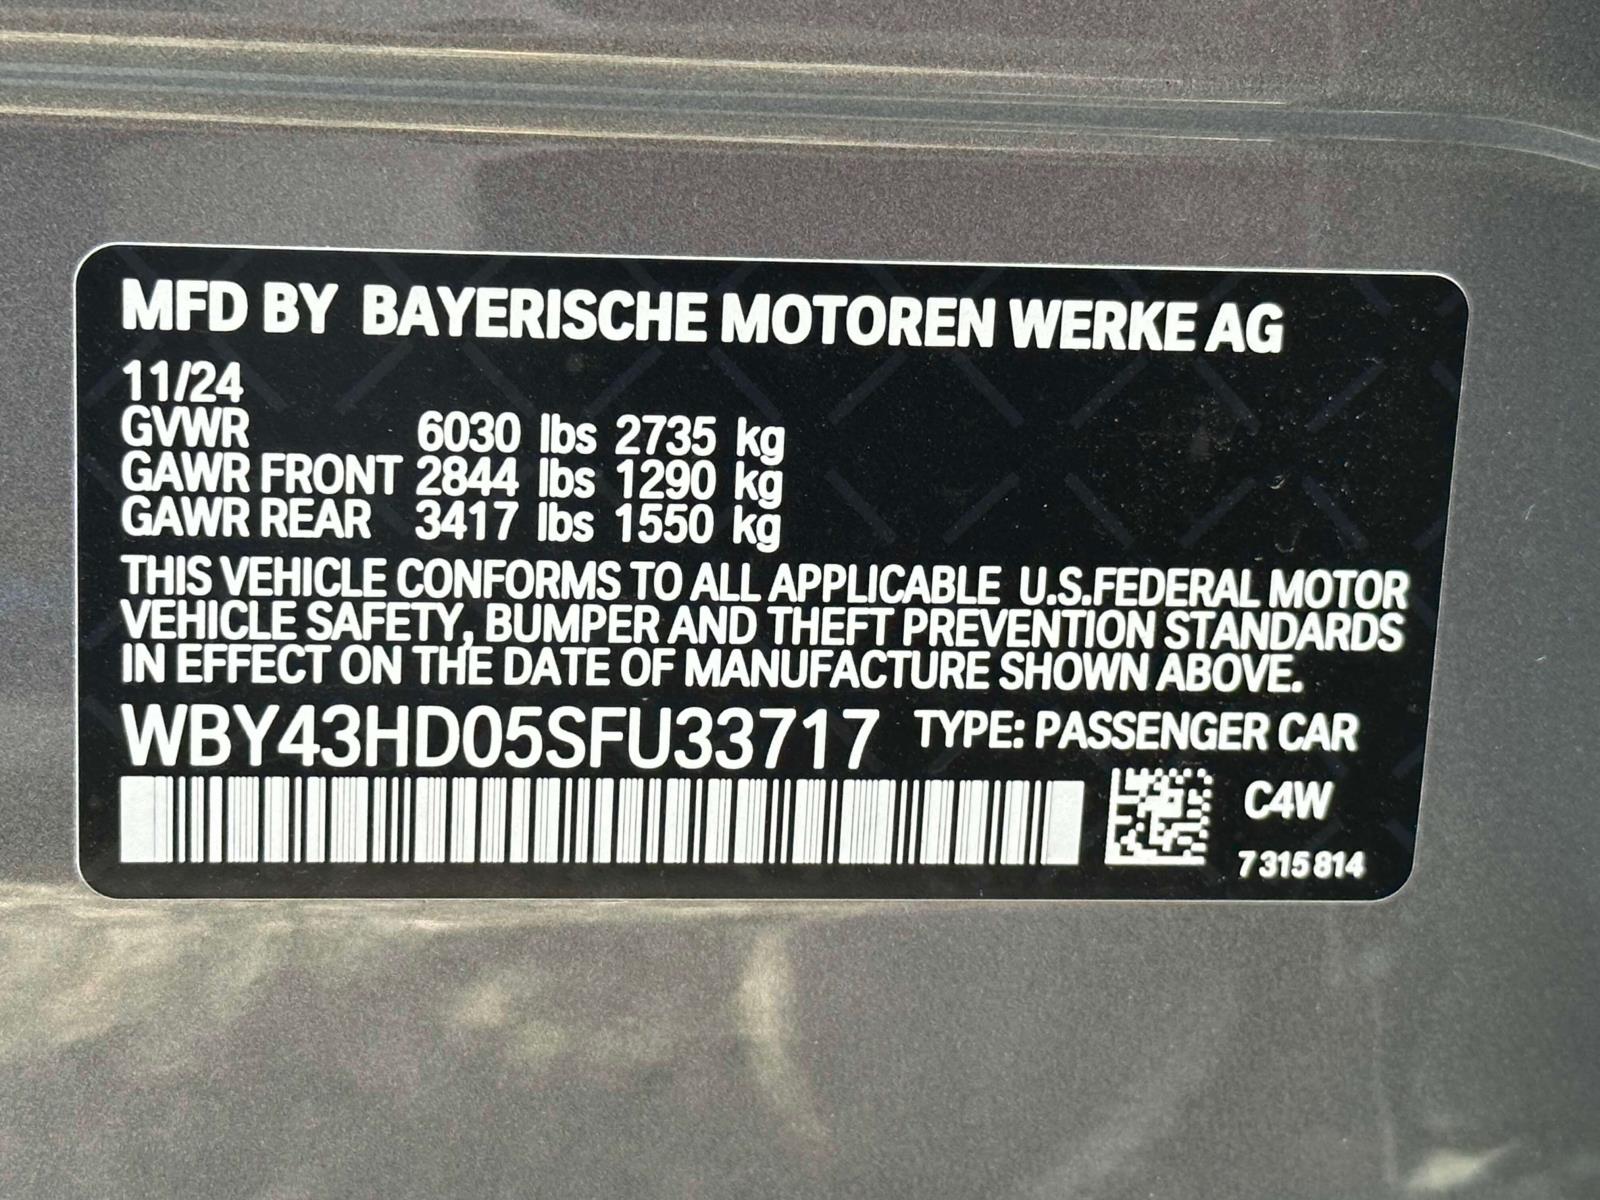 MFD BY BAYERISCHE MOTOREN WERKE AG
11/24
GVWR 6030 lbs 2735 kg
GAWR FRONT 2844 lbs 1290 kg
GAWR REAR 3417 lbs 1550 kg
THIS VEHICLE CONFORMS TO ALL APPLICABLE U.S.FEDERAL MOTOR
VEHICLE SAFETY, BUMPER AND THEFT PREVENTION STANDARDS
IN EFFECT ON THE DATE OF MANUFACTURE SHOWN ABOVE.
WBY43HD05SFU33717 TYPE: PASSENGER CAR
C4W
7 315 814